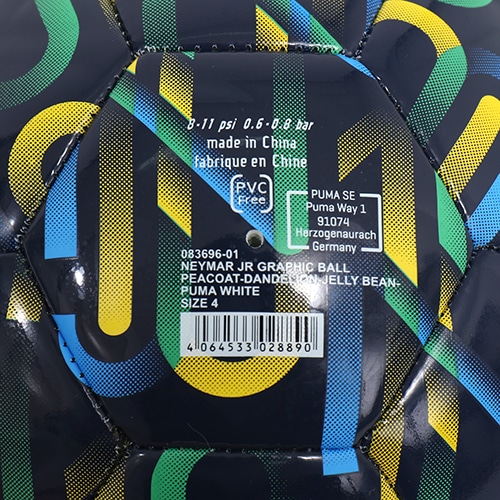 8-11 psi 0.6-0.8 bar
made in China
fabrique en Chine
PVC
Free
PUMA SE
Puma Way 1
91074
Herzogenaurach
Germany
083696-01
NEYMAR JR GRAPHIC BALL
PEACOAT-DANDELION-JELLY BEAN-
PUMA WHITE
SIZE 4
4 064533 028890